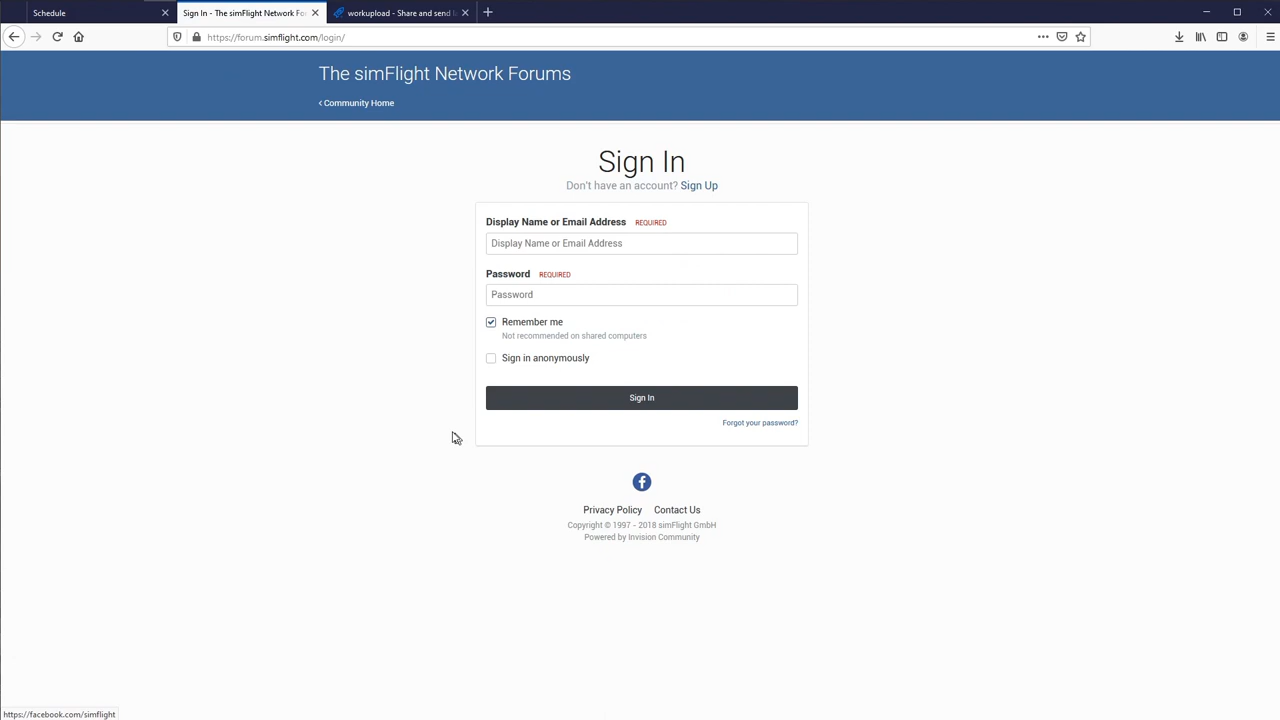 Schedule
Sign In - The simFlight Network Fo
workupload - Share and send l
https://forum.simflight.com/login/
The simFlight Network Forums
‹ Community Home
Sign In
Don't have an account? Sign Up
Display Name or Email Address REQUIRED
Display Name or Email Address
Password REQUIRED
Password
Remember me
Not recommended on shared computers
Sign in anonymously
Sign In
Forgot your password?
Privacy Policy Contact Us
Copyright © 1997 - 2018 simFlight GmbH
Powered by Invision Community
https://facebook.com/simflight